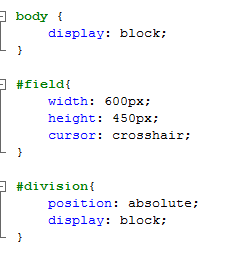 body {
display: block;
}
#field{
width: 600px;
height: 450px;
cursor: crosshair;
}
#division{
position: absolute;
display: block;
}